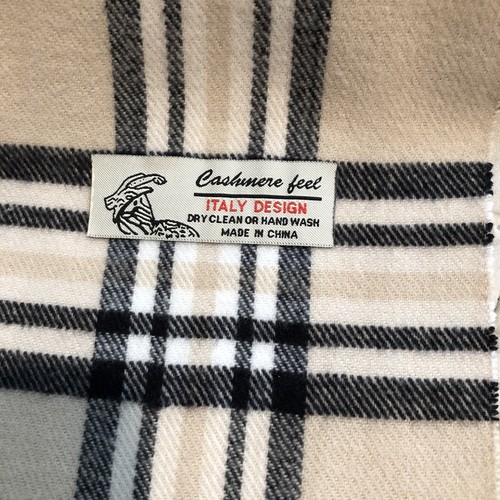 Cashmere feel
ITALY DESIGN
DRY CLEAN OR HAND WASH
MADE IN CHINA